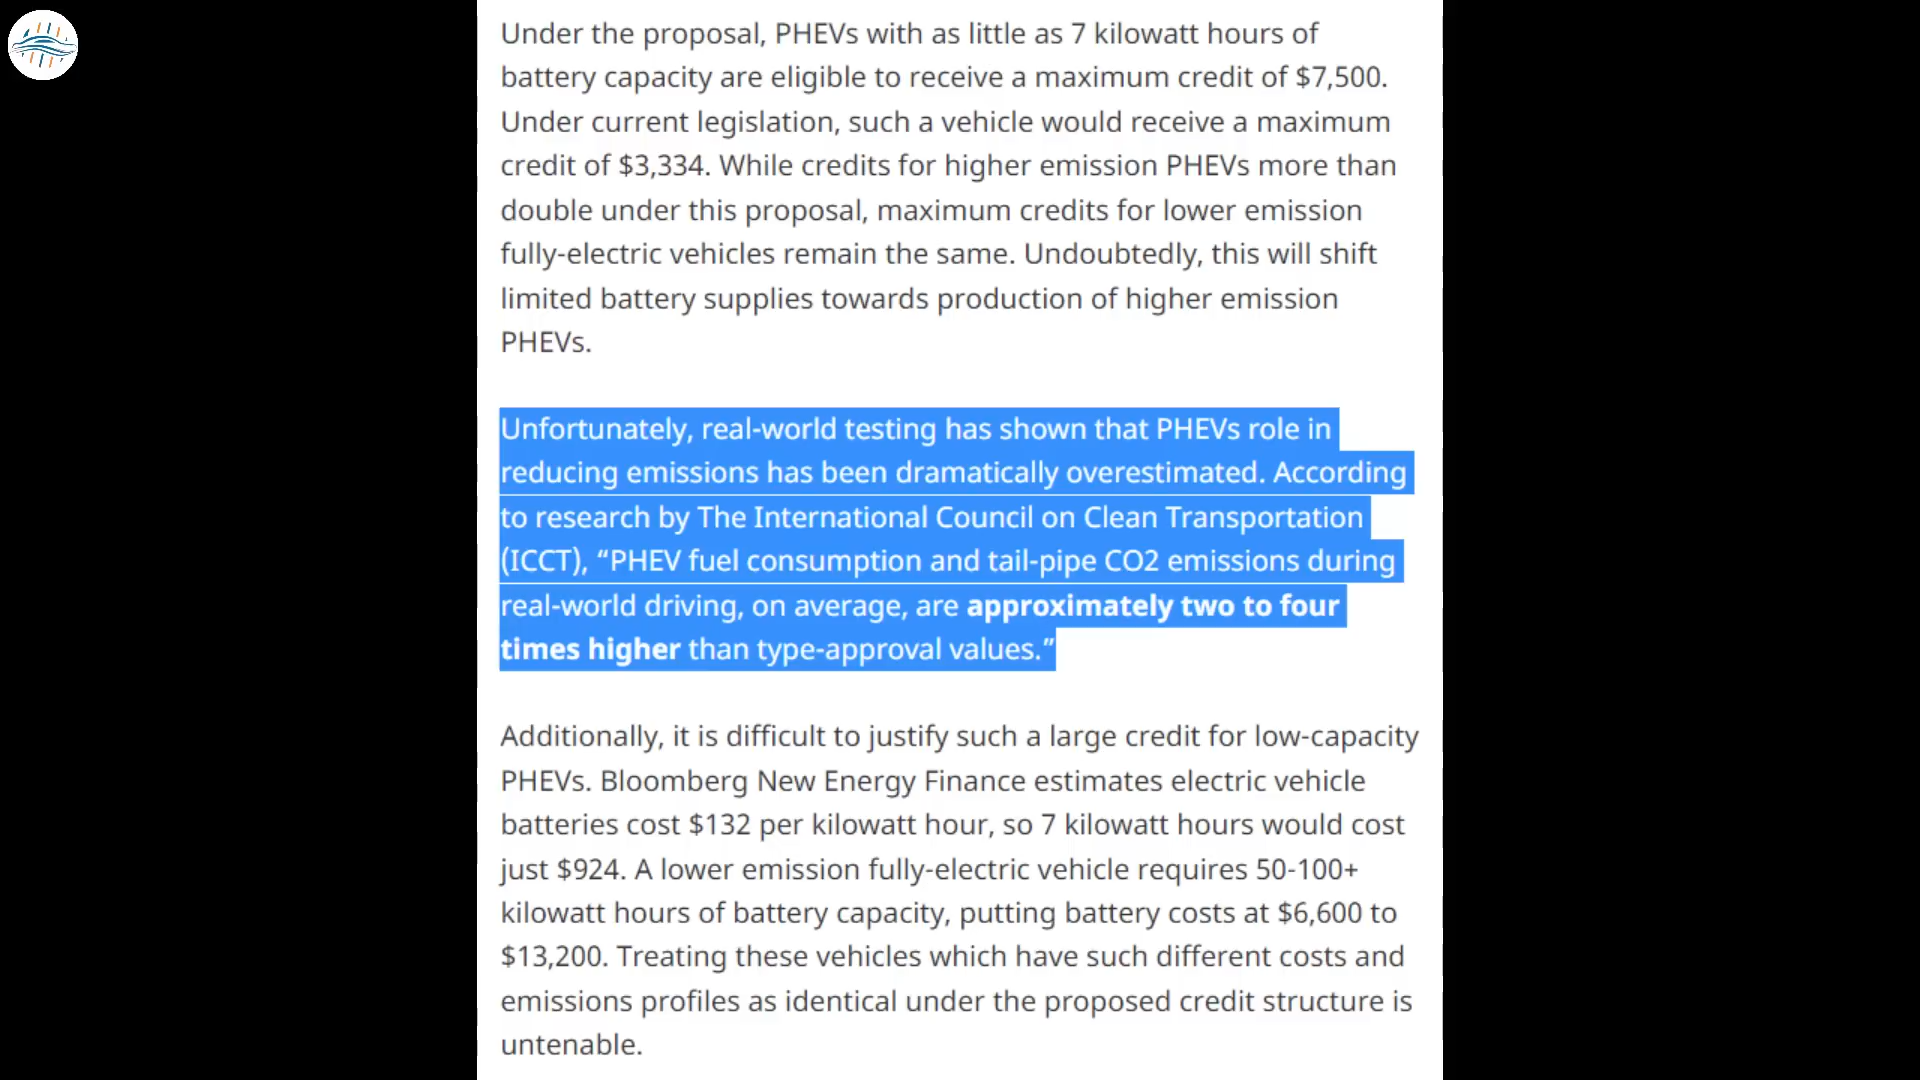 Under the proposal, PHEVs with as little as 7 kilowatt hours of
battery capacity are eligible to receive a maximum credit of $7,500.
Under current legislation, such a vehicle would receive a maximum
credit of $3,334. While credits for higher emission PHEVs more than
double under this proposal, maximum credits for lower emission
fully-electric vehicles remain the same. Undoubtedly, this will shift
limited battery supplies towards production of higher emission
PHEVs.
Unfortunately, real-world testing has shown that PHEVs role in
reducing emissions has been dramatically overestimated. According
to research by The International Council on Clean Transportation
(ICCT), “PHEV fuel consumption and tail-pipe CO2 emissions during
real-world driving, on average, are approximately two to four
times higher than type-approval values.”
Additionally, it is difficult to justify such a large credit for low-capacity
PHEVs. Bloomberg New Energy Finance estimates electric vehicle
batteries cost $132 per kilowatt hour, so 7 kilowatt hours would cost
just $924. A lower emission fully-electric vehicle requires 50-100+
kilowatt hours of battery capacity, putting battery costs at $6,600 to
$13,200. Treating these vehicles which have such different costs and
emissions profiles as identical under the proposed credit structure is
untenable.